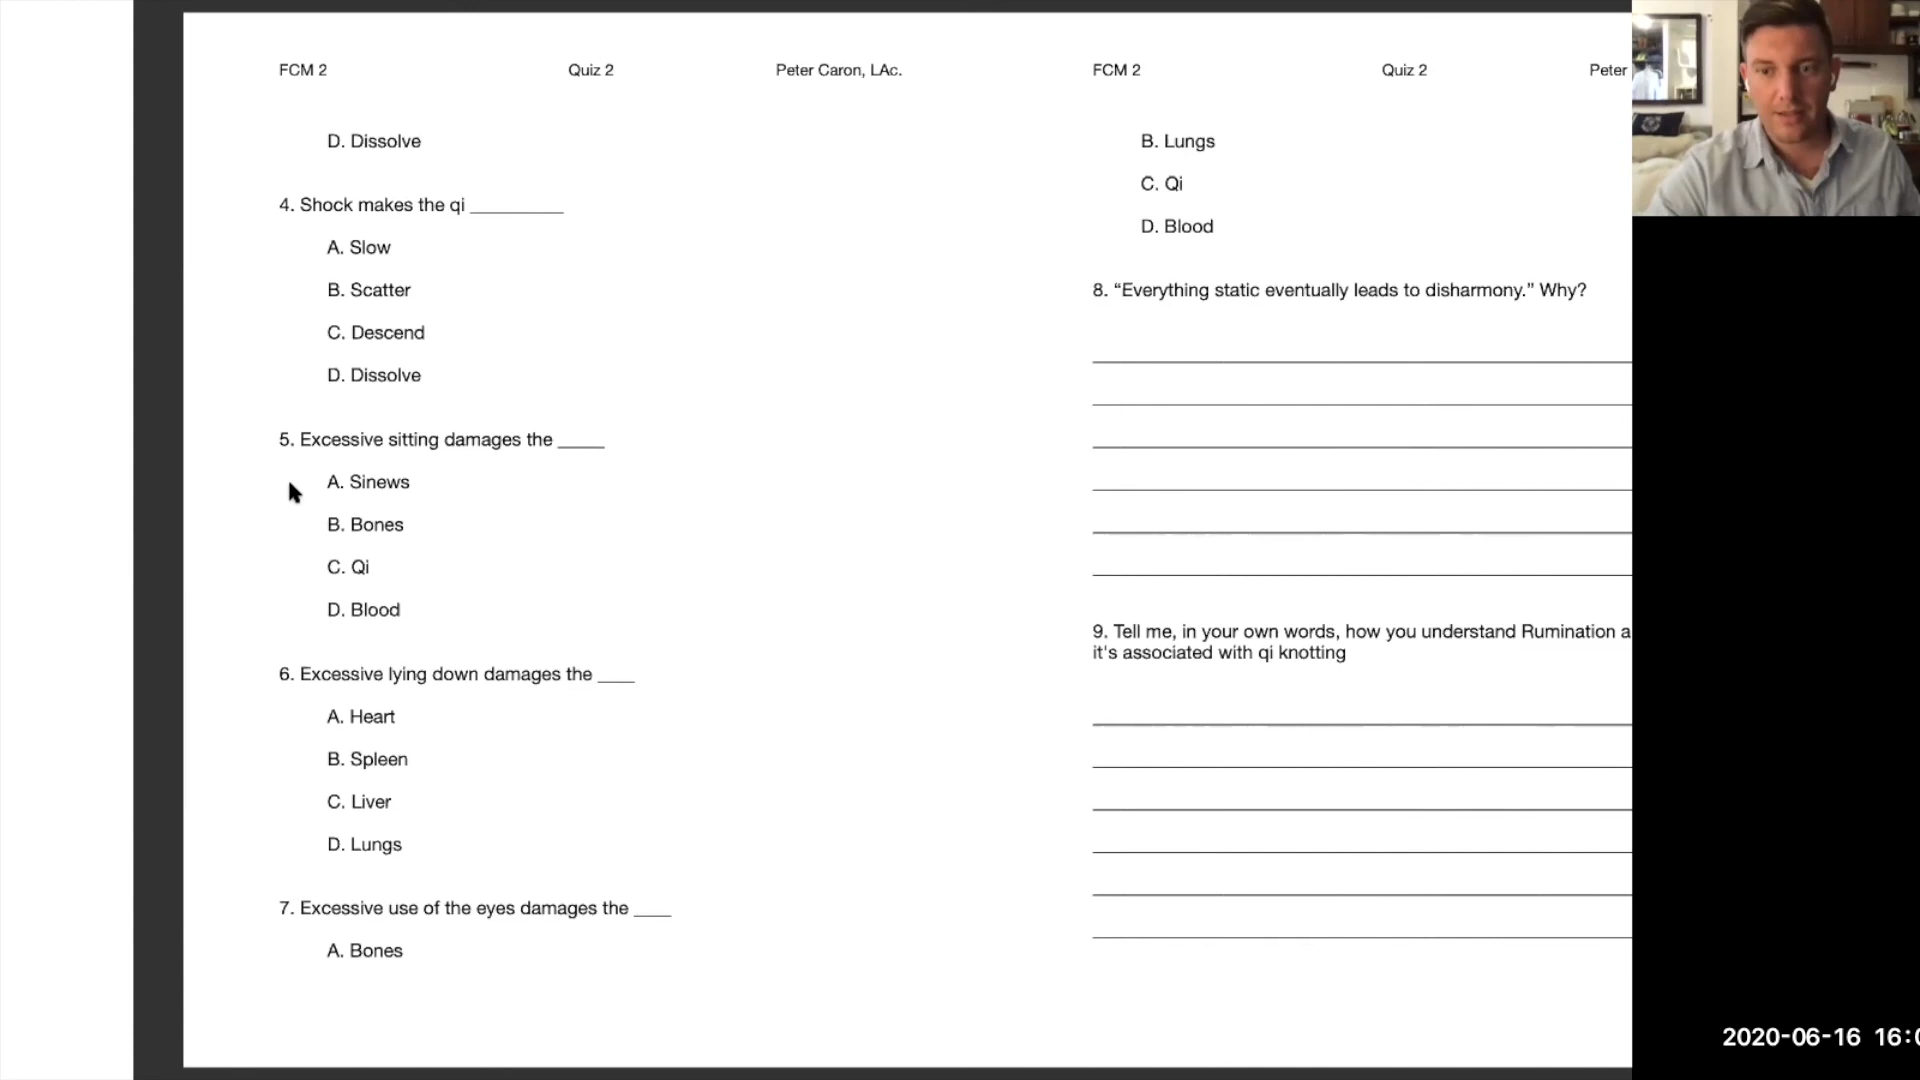 FCM 2 Quiz 2 Peter Caron, LAc.
D. Dissolve
4. Shock makes the qi __________
A. Slow
B. Scatter
C. Descend
D. Dissolve
5. Excessive sitting damages the _____
A. Sinews
B. Bones
C. Qi
D. Blood
6. Excessive lying down damages the ____
A. Heart
B. Spleen
C. Liver
D. Lungs
7. Excessive use of the eyes damages the ____
A. Bones
FCM 2 Quiz 2 Peter
B. Lungs
C. Qi
D. Blood
8. “Everything static eventually leads to disharmony.” Why?
9. Tell me, in your own words, how you understand Rumination a
it's associated with qi knotting
2020-06-16 16:0